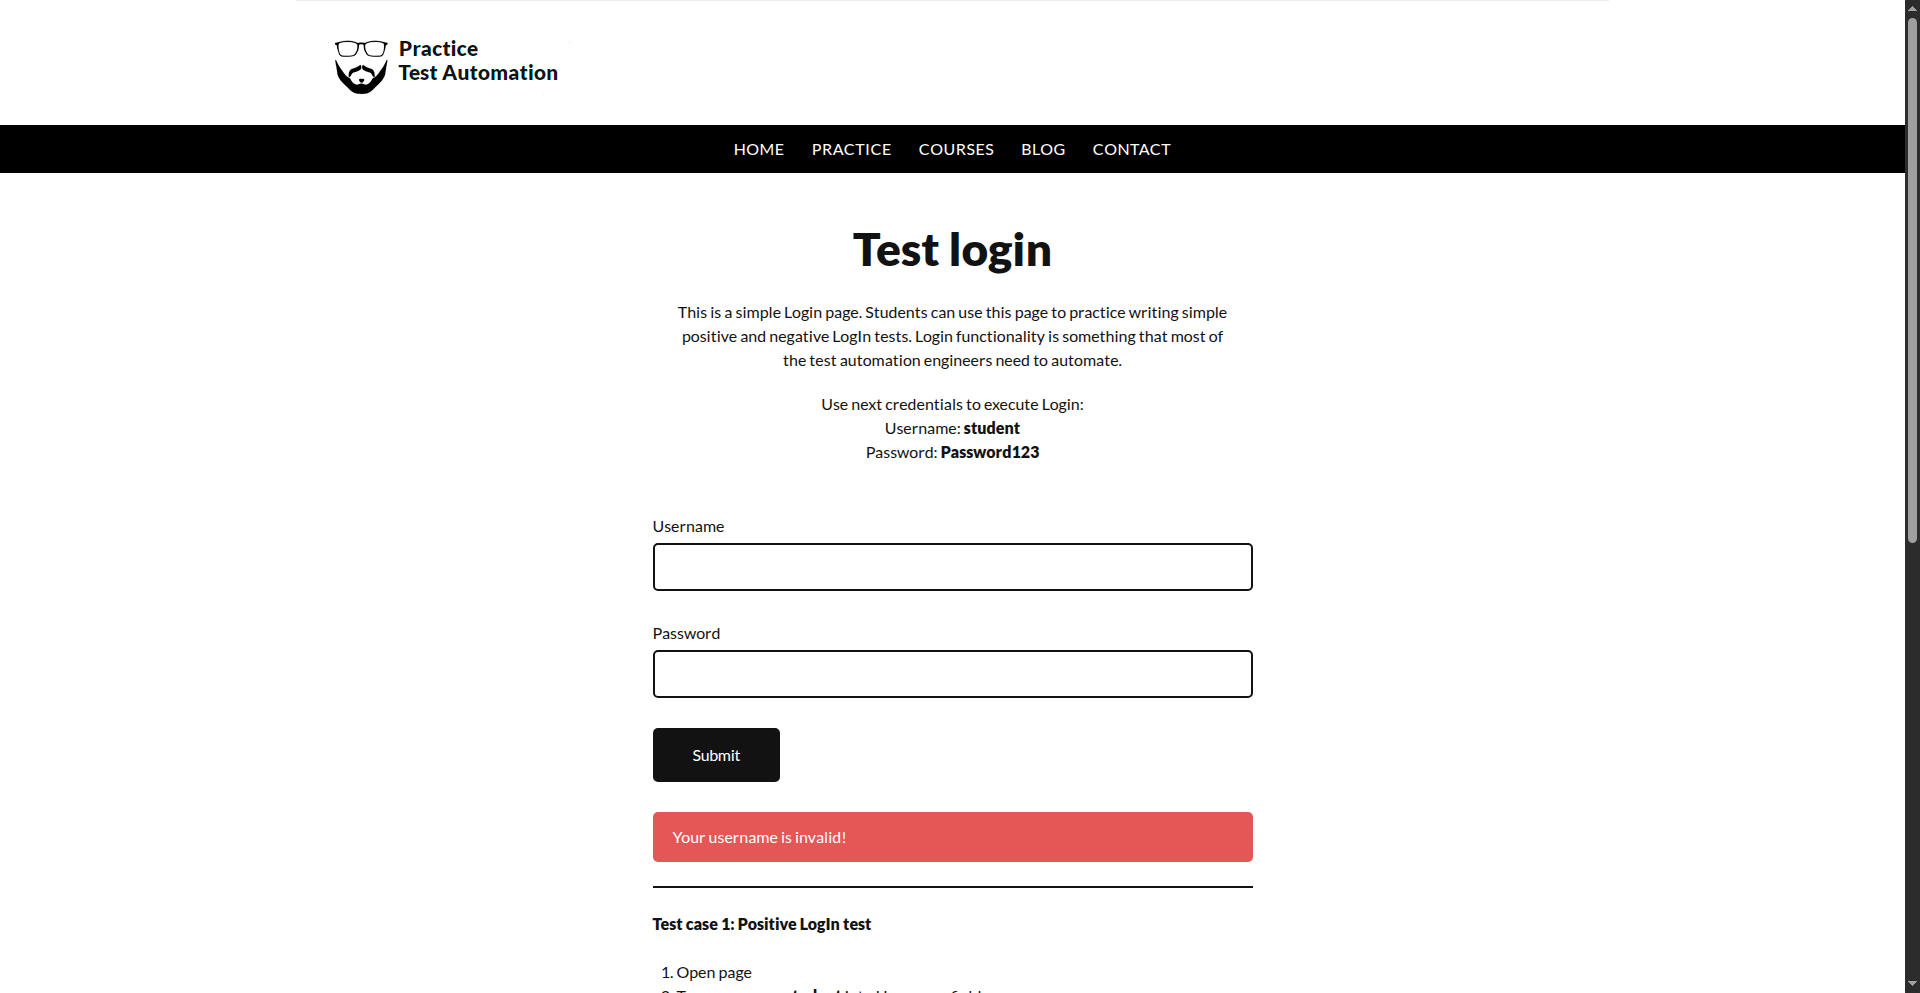 Practice
Test Automation
HOME PRACTICE COURSES BLOG CONTACT
Test login
This is a simple Login page. Students can use this page to practice writing simple
positive and negative LogIn tests. Login functionality is something that most of
the test automation engineers need to automate.
Use next credentials to execute Login:
Username: student
Password: Password123
Username
Password
Submit
Your username is invalid!
Test case 1: Positive LogIn test
1. Open page